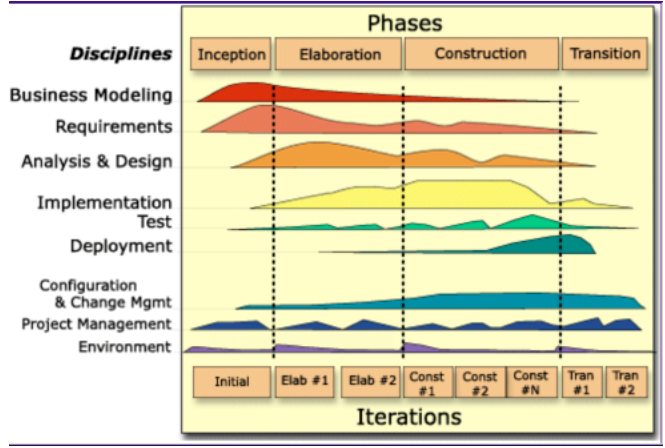 Phases
Disciplines
Inception
Elaboration
Construction
Transition
Business Modeling
Requirements
Analysis & Design
Implementation
Test
Deployment
Configuration
& Change Mgmt
Project Management
Environment
Initial
Elab #1
Elab #2
Const
#1
Const
#2
Const
#N
Tran
#1
Tran
#2
Iterations